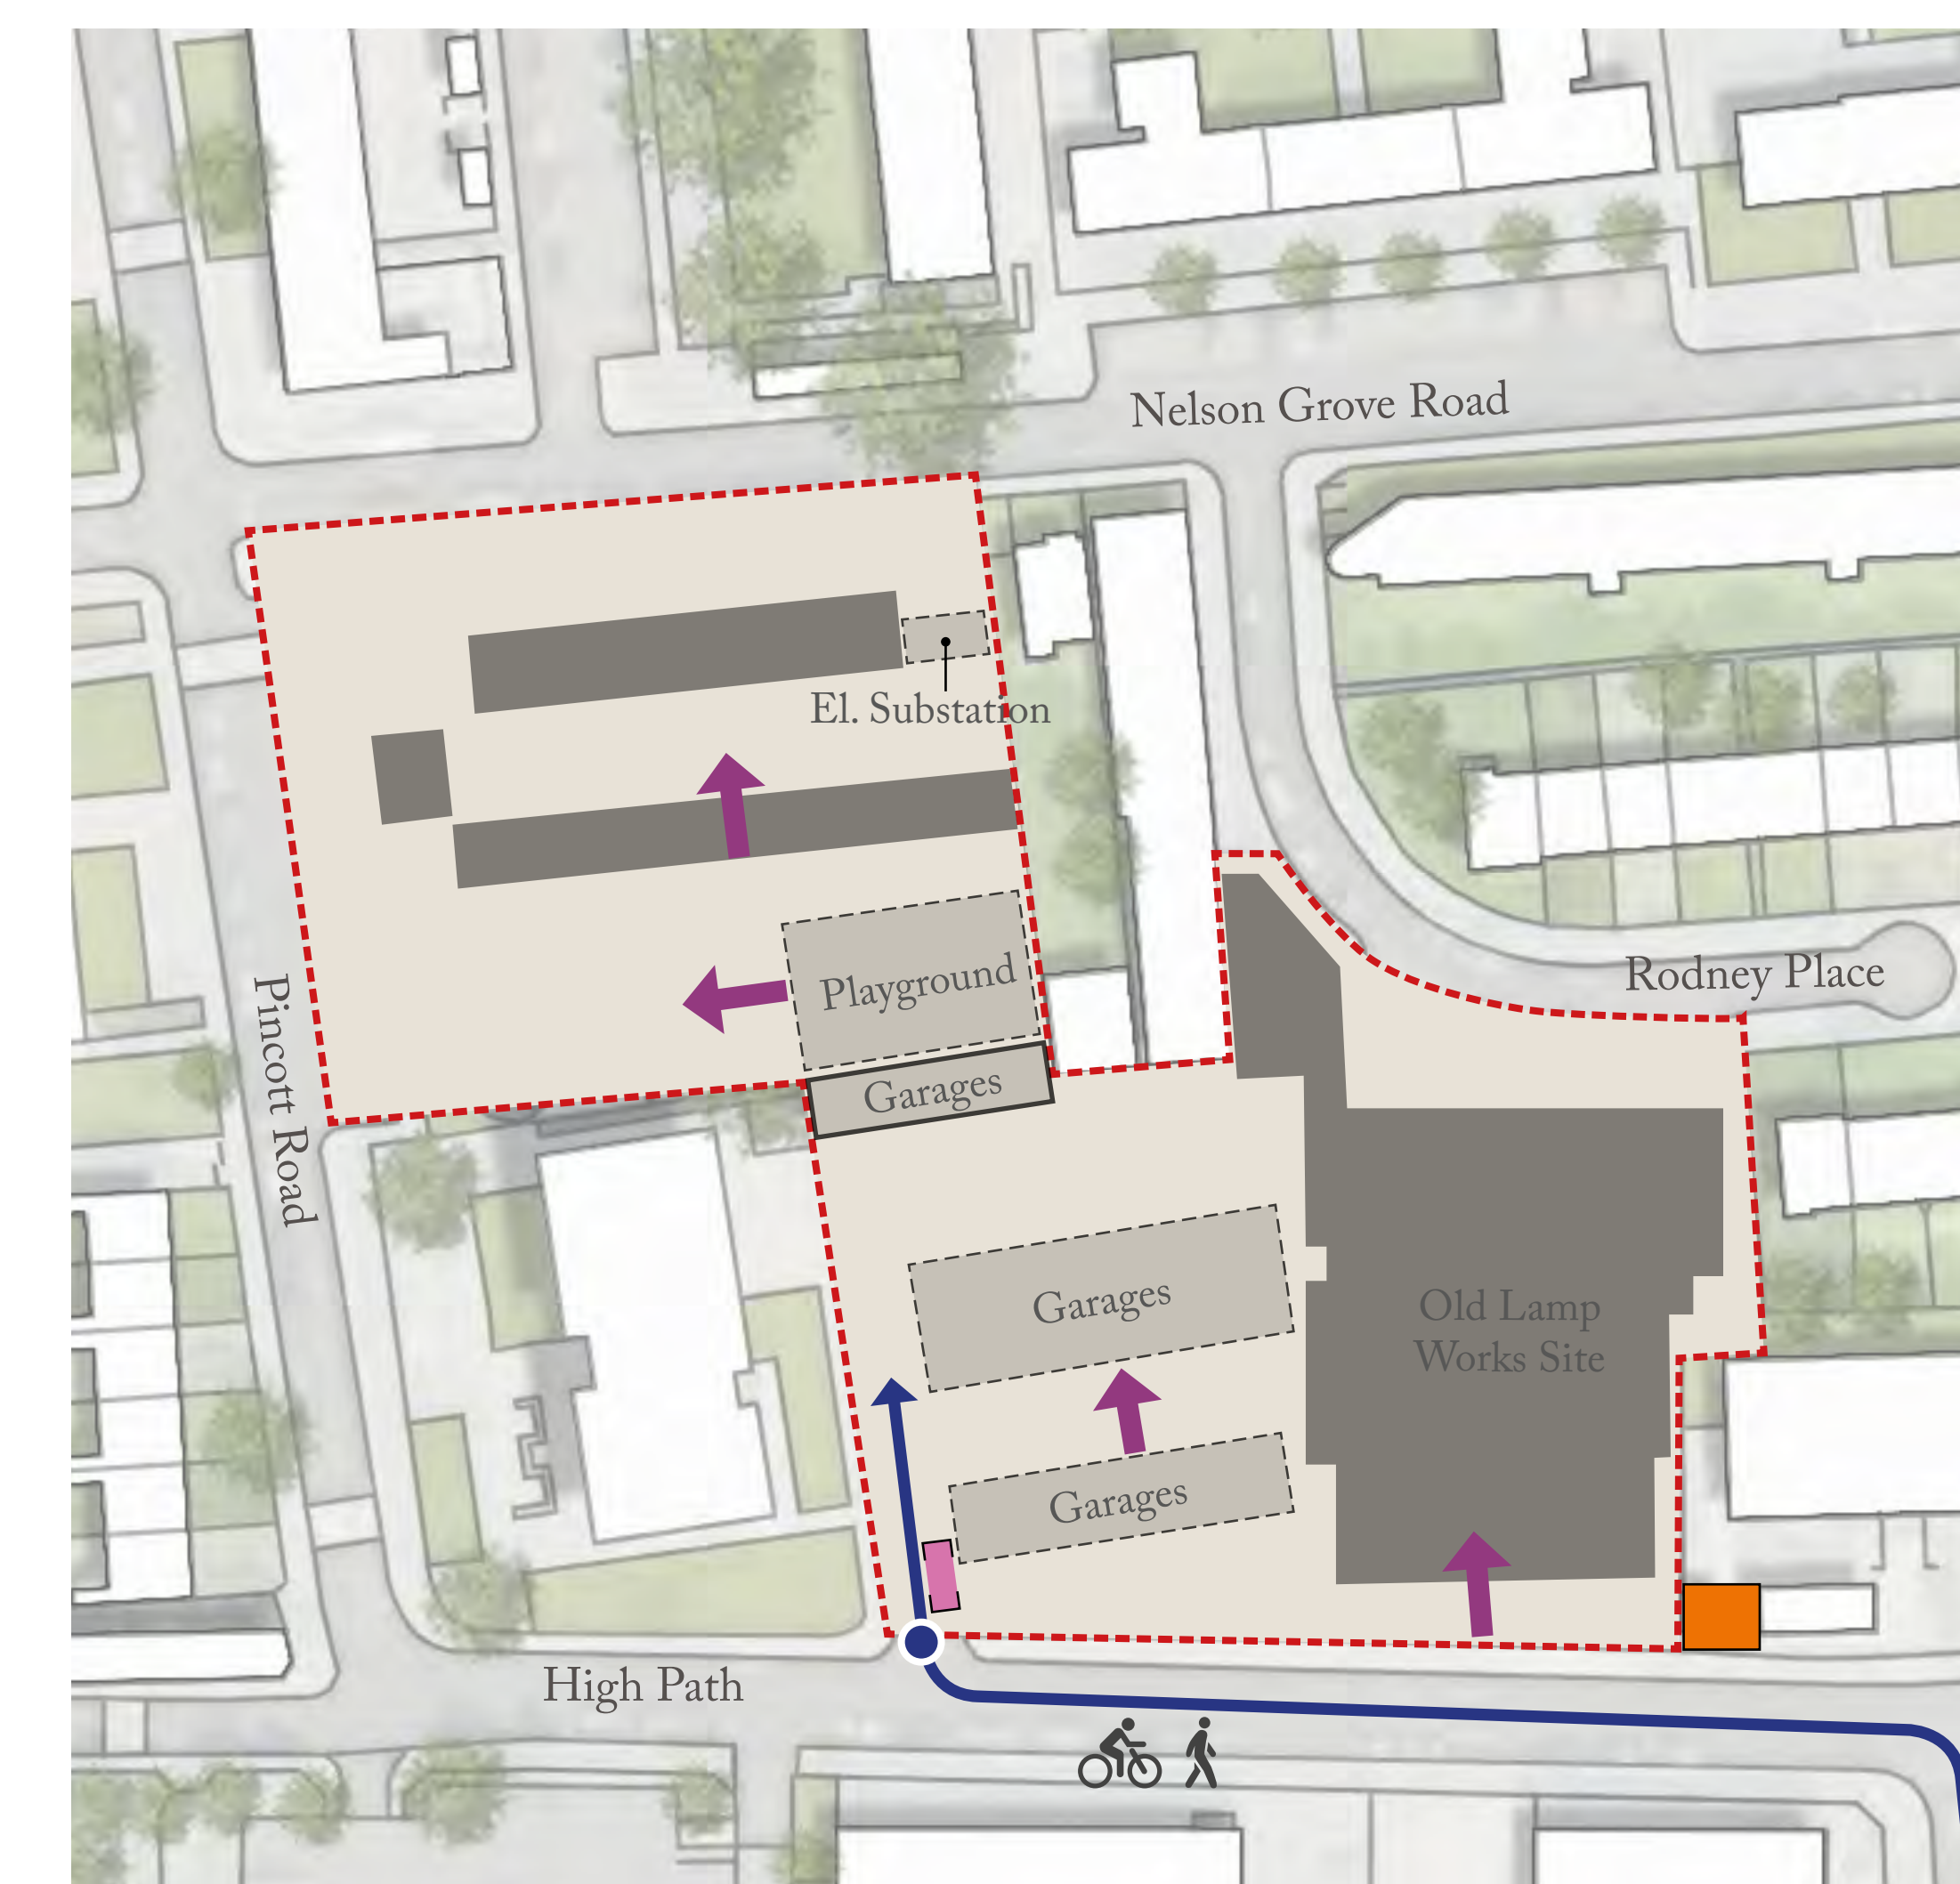 Nelson Grove Road
El. Substation
Playground
Rodney Place
Pincott Road
Garages
Garages
Old Lamp
Works Site
Garages
High Path